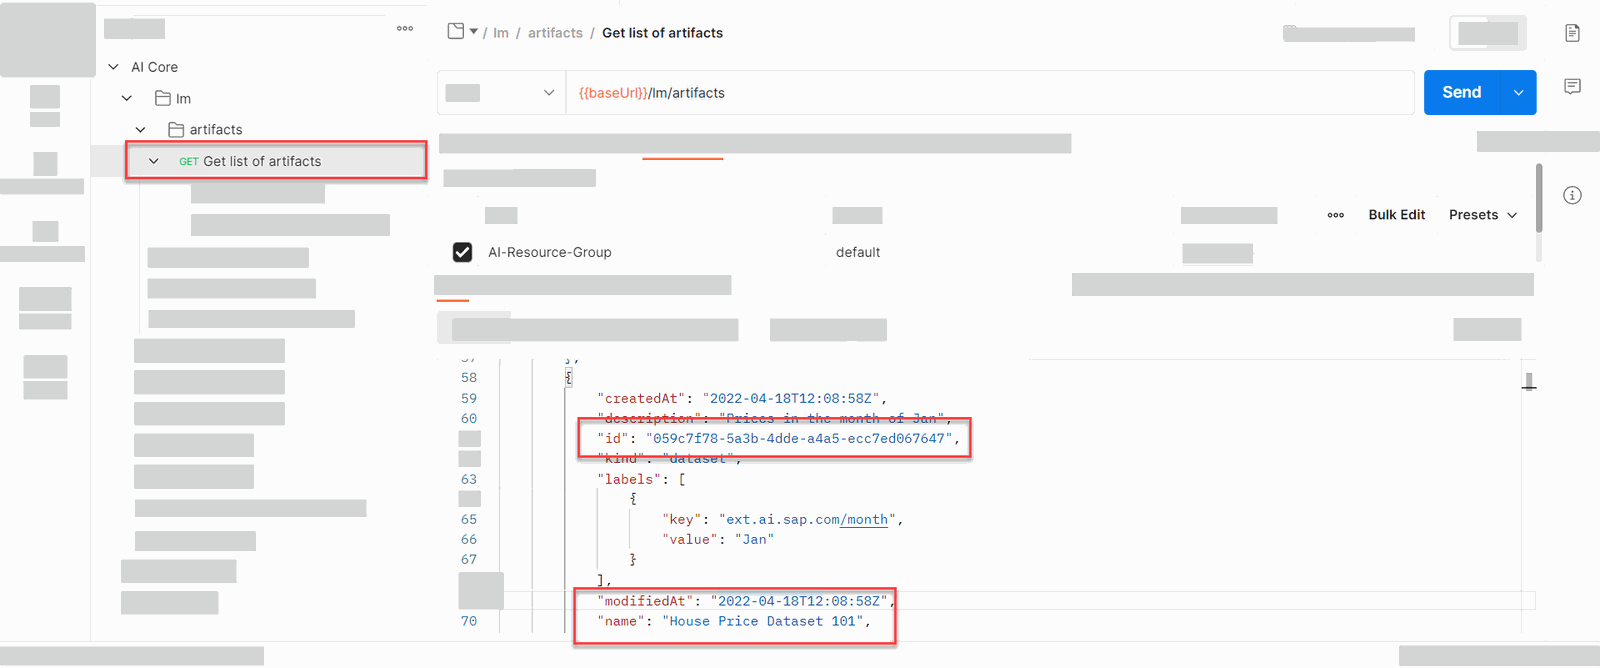 / lm / artifacts / Get list of artifacts
AI Core
lm
artifacts
GET Get list of artifacts
{{baseUrl}}/lm/artifacts
Send
Bulk Edit
Presets
AI-Resource-Group
default
57 },
58 {
59 "createdAt": "2022-04-18T12:08:58Z",
60 "description": "Prices in the month of Jan",
"id": "059c7f78-5a3b-4dde-a4a5-ecc7ed067647",
"kind": "dataset",
63 "labels": [
{
65 "key": "ext.ai.sap.com/month",
66 "value": "Jan"
67 }
],
"modifiedAt": "2022-04-18T12:08:58Z",
70 "name": "House Price Dataset 101",